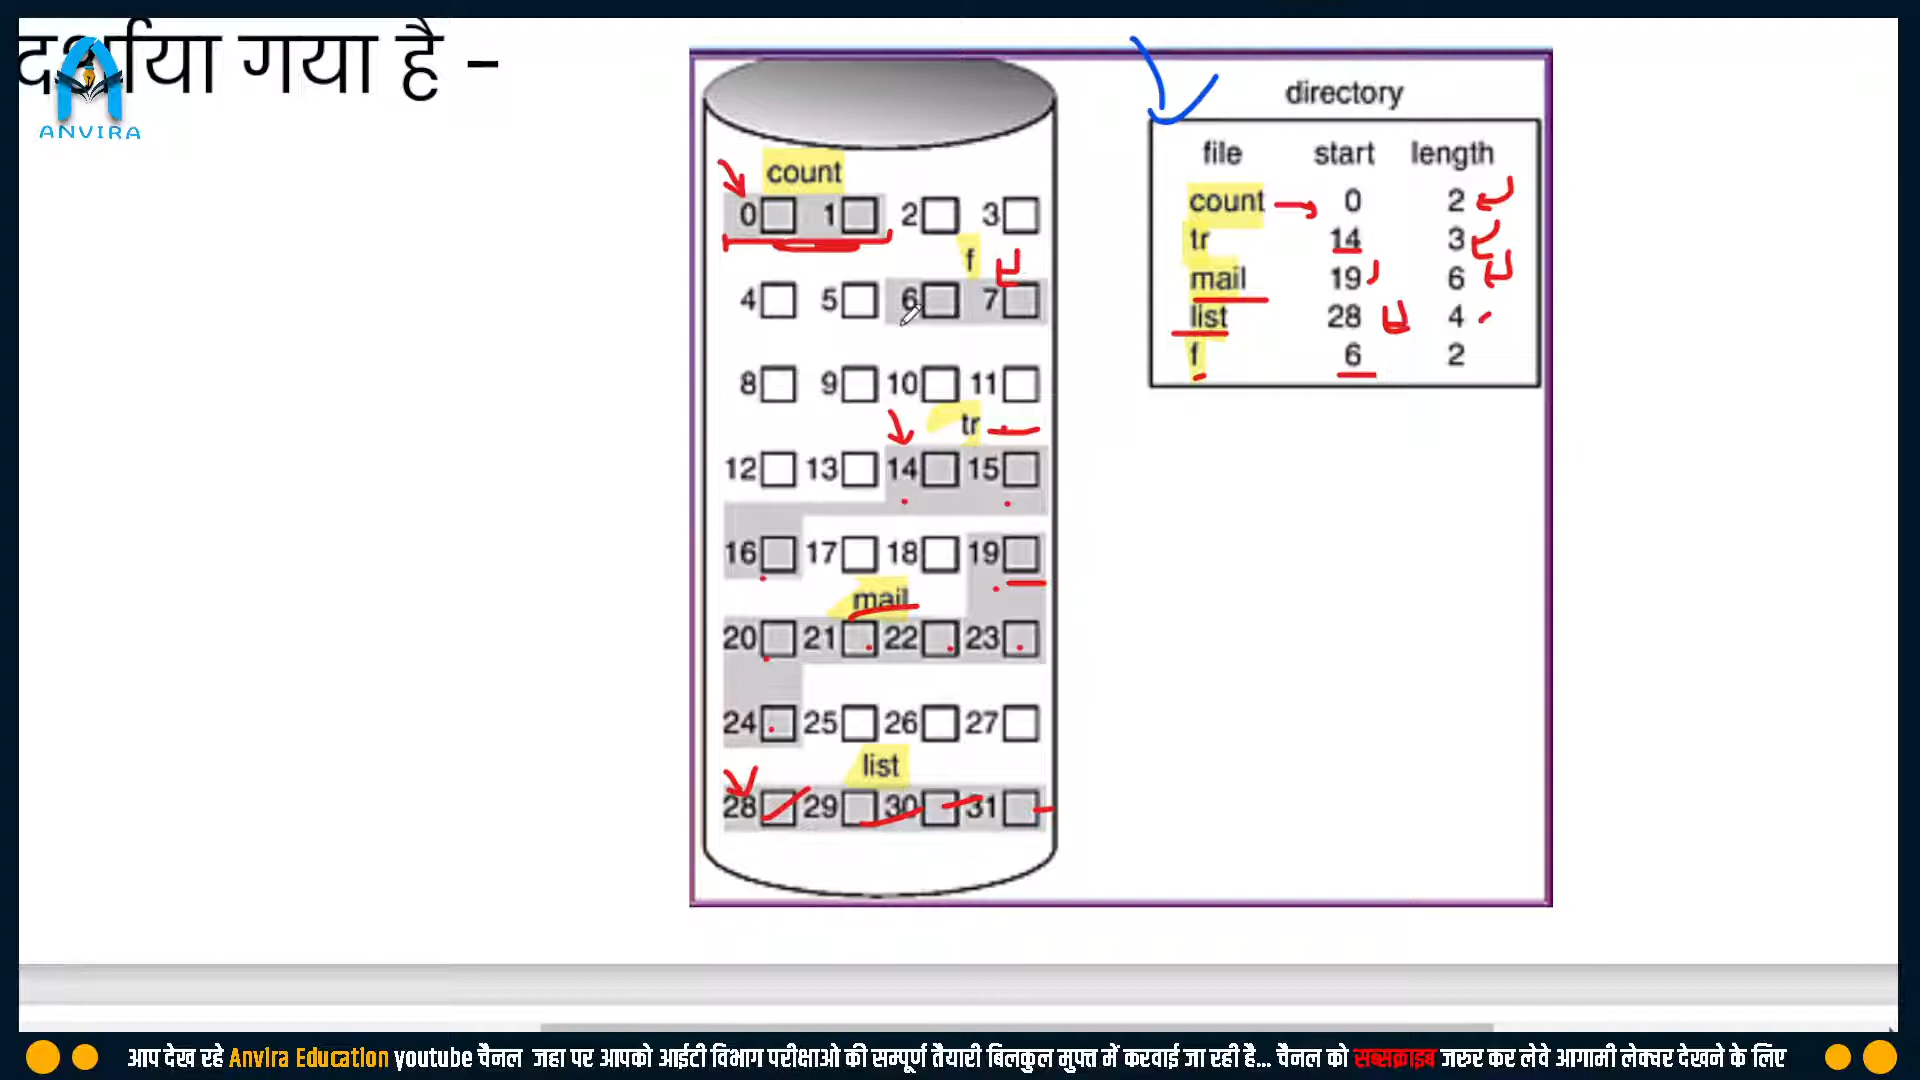 दर्शाया गया है -
ANVIRA
directory
file start length
count 0 2
tr 14 3
mail 19 6
list 28 4
f 6 2
count
0 1 2 3
f
4 5 6 7
8 9 10 11
tr
12 13 14 15
16 17 18 19
mail
20 21 22 23
24 25 26 27
list
28 29 30 31
आप देख रहे Anvira Education youtube चैनल जहा पर आपको आईटी विभाग परीक्षाओ की सम्पूर्ण तैयारी बिलकुल मुफ्त में करवाई जा रही है... चैनल को सब्सक्राइब जरुर कर लेवे आगामी लेक्चर देखने के लिए